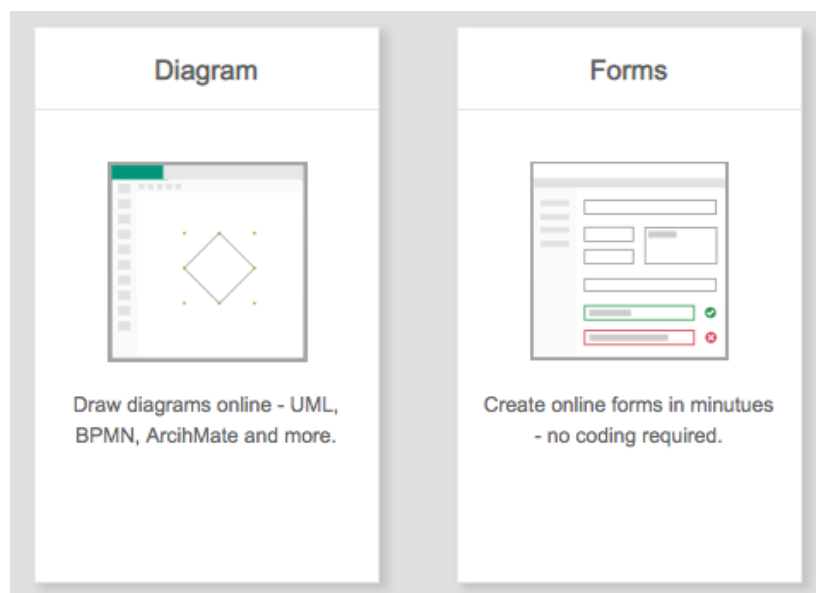 Diagram
Draw diagrams online - UML,
BPMN, ArcihMate and more.
Forms
Create online forms in minutues
- no coding required.